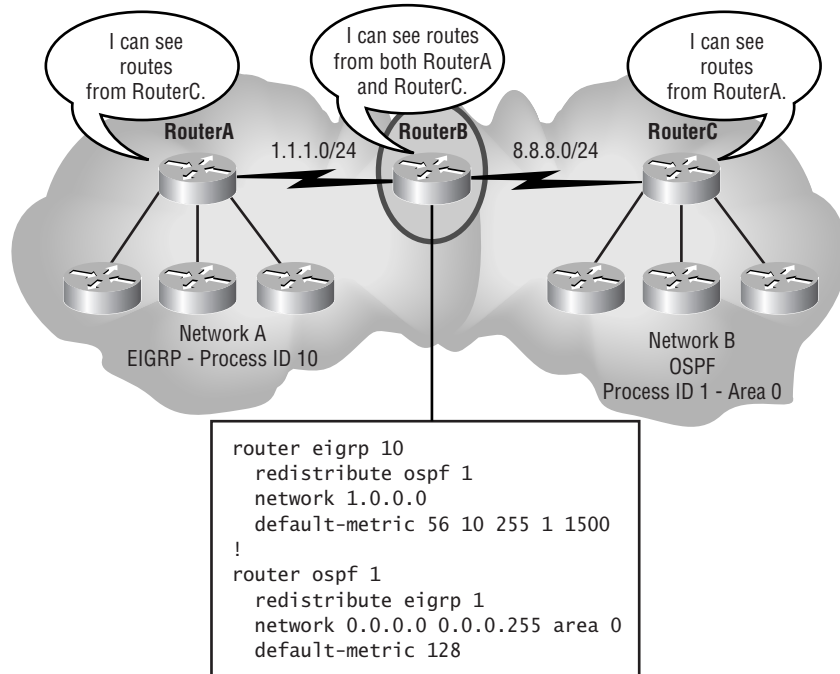 I can see
routes
from RouterC.
I can see routes
from both RouterA
and RouterC.
I can see
routes
from RouterA.
RouterA
1.1.1.0/24
RouterB
8.8.8.0/24
RouterC
Network A
EIGRP - Process ID 10
Network B
OSPF
Process ID 1 - Area 0
router eigrp 10
  redistribute ospf 1
  network 1.0.0.0
  default-metric 56 10 255 1 1500
!
router ospf 1
  redistribute eigrp 1
  network 0.0.0.0 0.0.0.255 area 0
  default-metric 128